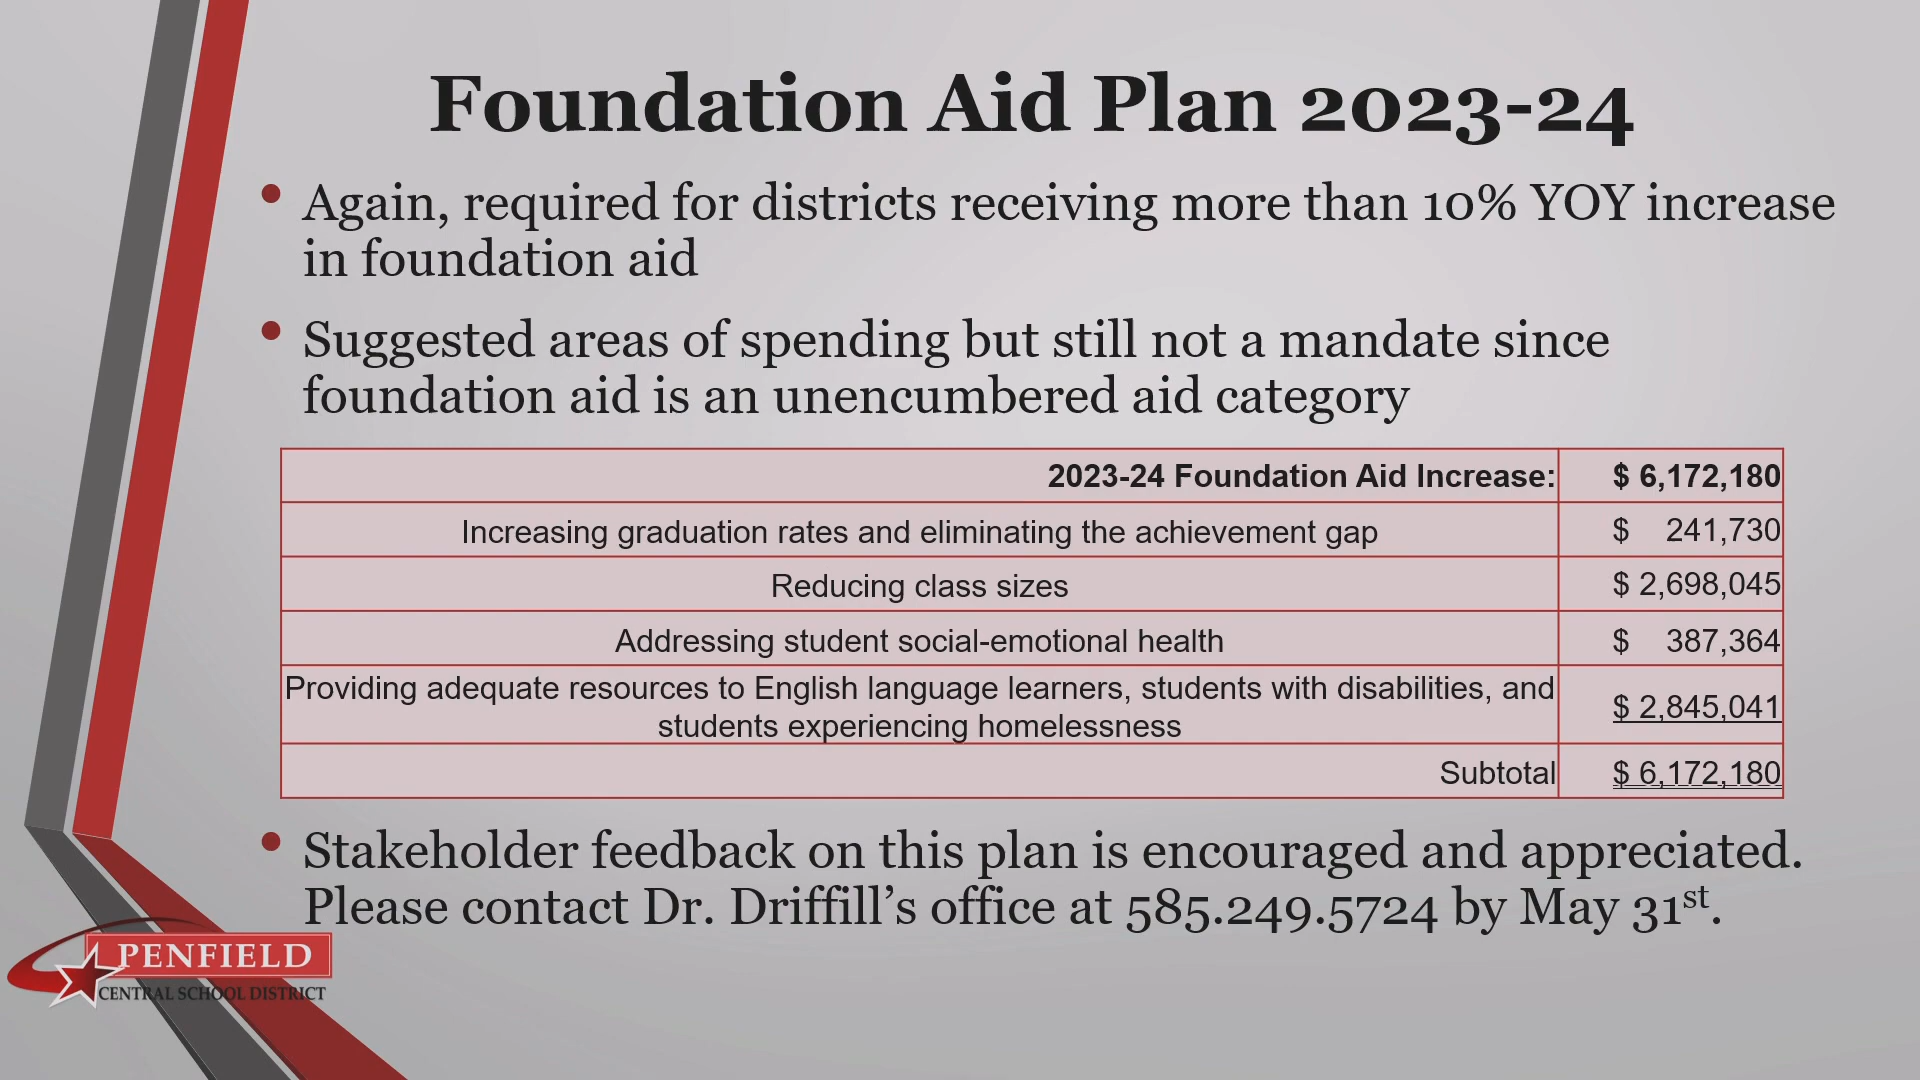 Foundation Aid Plan 2023-24
Again, required for districts receiving more than 10% YOY increase
in foundation aid
Suggested areas of spending but still not a mandate since
foundation aid is an unencumbered aid category
2023-24 Foundation Aid Increase: $ 6,172,180
Increasing graduation rates and eliminating the achievement gap $ 241,730
Reducing class sizes $ 2,698,045
Addressing student social-emotional health $ 387,364
Providing adequate resources to English language learners, students with disabilities, and
students experiencing homelessness $ 2,845,041
Subtotal $ 6,172,180
Stakeholder feedback on this plan is encouraged and appreciated.
Please contact Dr. Driffill’s office at 585.249.5724 by May 31st.
PENFIELD
CENTRAL SCHOOL DISTRICT